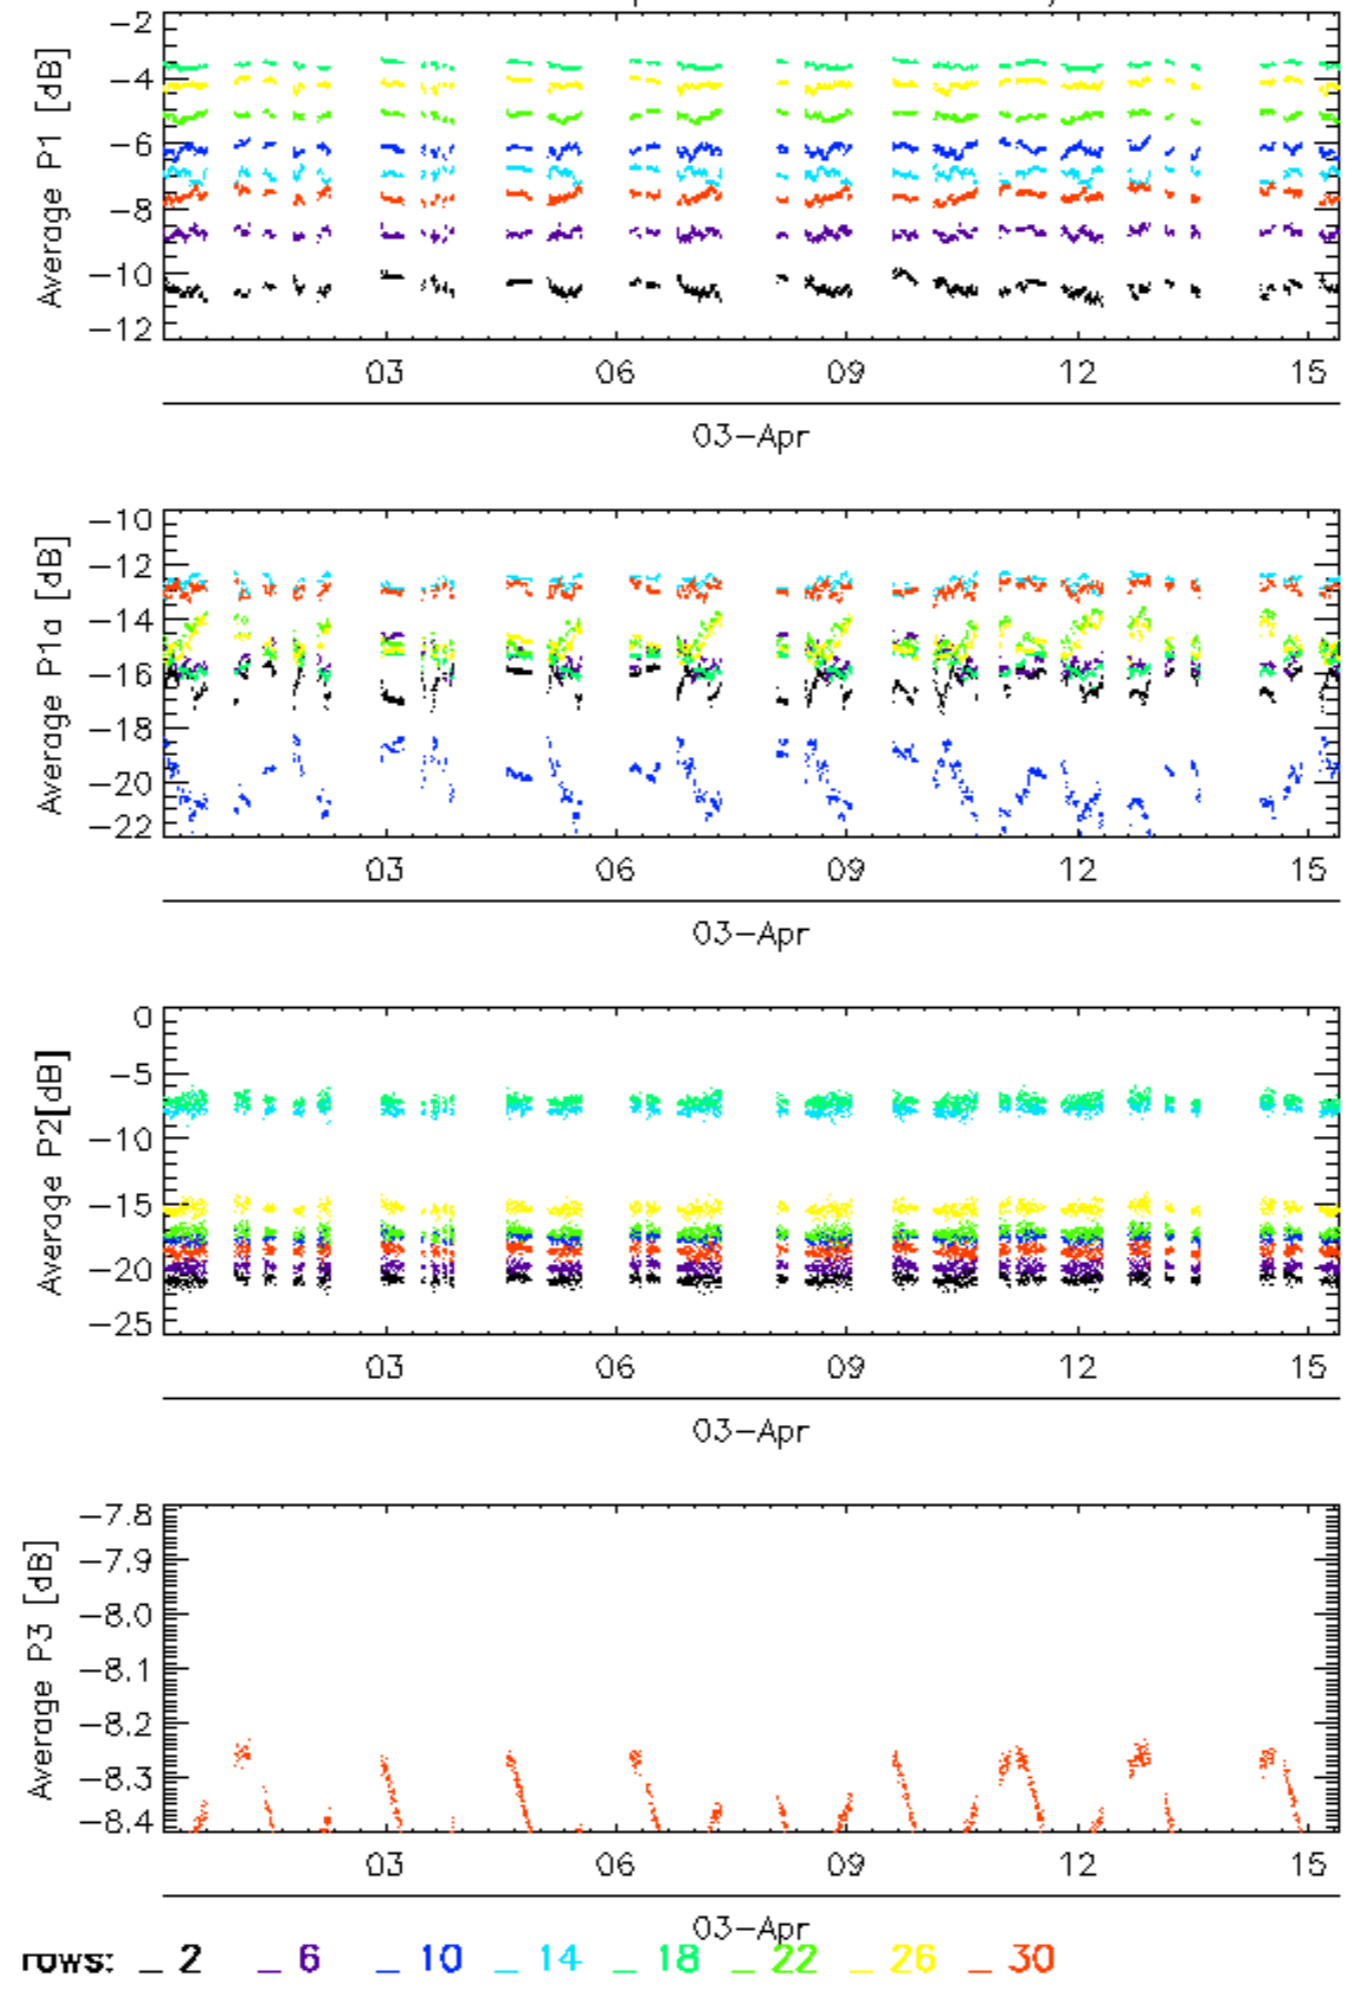 -2
-4
-6
-8
-10
-12
Average P1 [dB]
03 06 09 12 15
03-Apr
-10
-12
-14
-16
-18
-20
-22
Average P1a [dB]
03 06 09 12 15
03-Apr
0
-5
-10
-15
-20
-25
Average P2[dB]
03 06 09 12 15
03-Apr
-7.8
-7.9
-8.0
-8.1
-8.2
-8.3
-8.4
Average P3 [dB]
03 06 09 12 15
03-Apr
rows: _ 2 _ 6 _ 10 _ 14 _ 18 _ 22 _ 26 _ 30